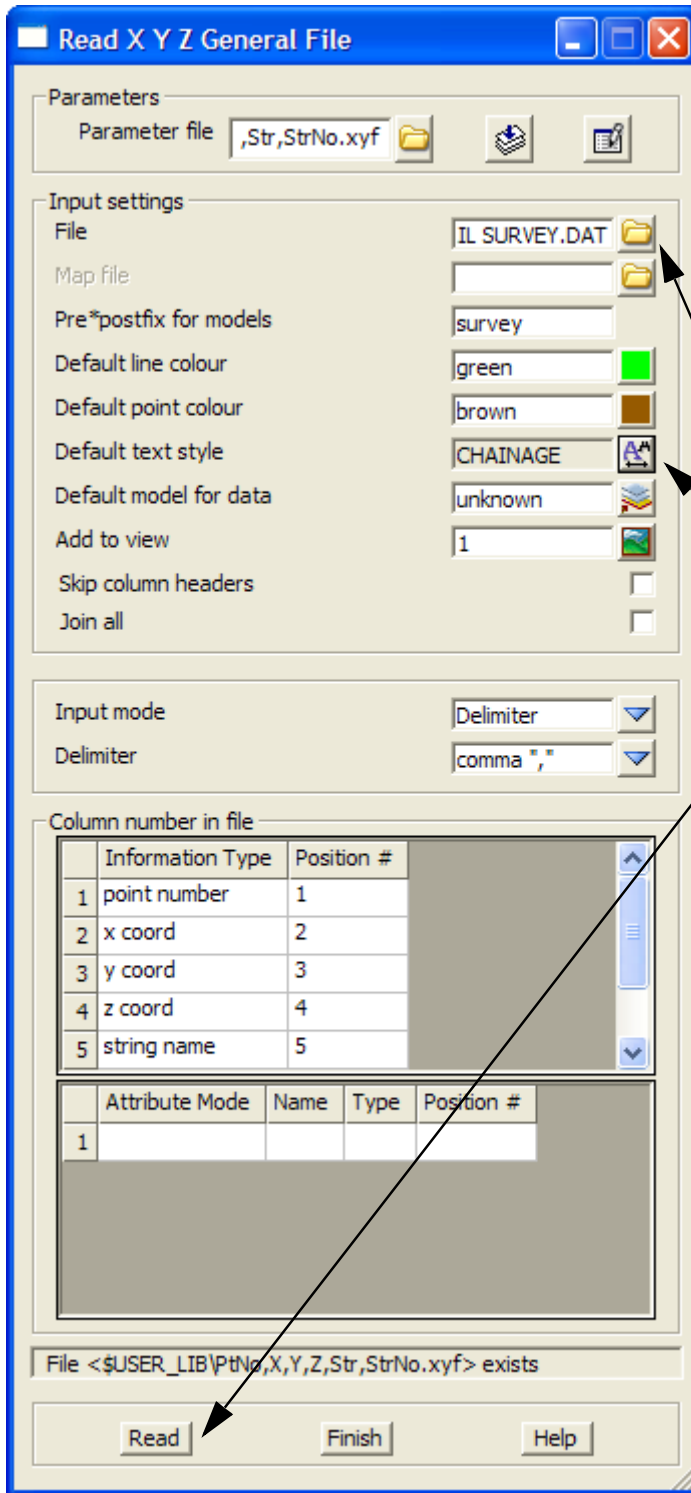 Read X Y Z General File
Parameters
Parameter file ,Str,StrNo.xyf
Input settings
File IL SURVEY.DAT
Map file
Pre*postfix for models survey
Default line colour green
Default point colour brown
Default text style CHAINAGE
Default model for data unknown
Add to view 1
Skip column headers
Join all
Input mode Delimiter
Delimiter comma ","
Column number in file
Information Type Position #
1 point number 1
2 x coord 2
3 y coord 3
4 z coord 4
5 string name 5
Attribute Mode Name Type Position #
1
File <$USER_LIB\PtNo,X,Y,Z,Str,StrNo.xyf> exists
Read Finish Help